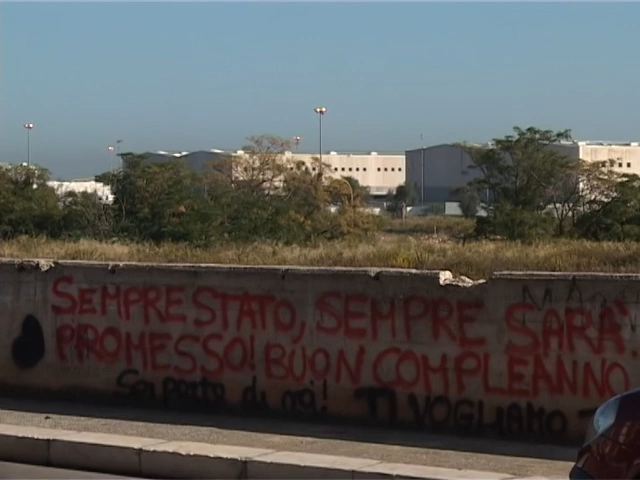 SEMPRE STATO, SEMPRE SARÀ.
PROMESSO! BUON COMPLEANNO
Sei parte di noi! TI VOGLIAMO